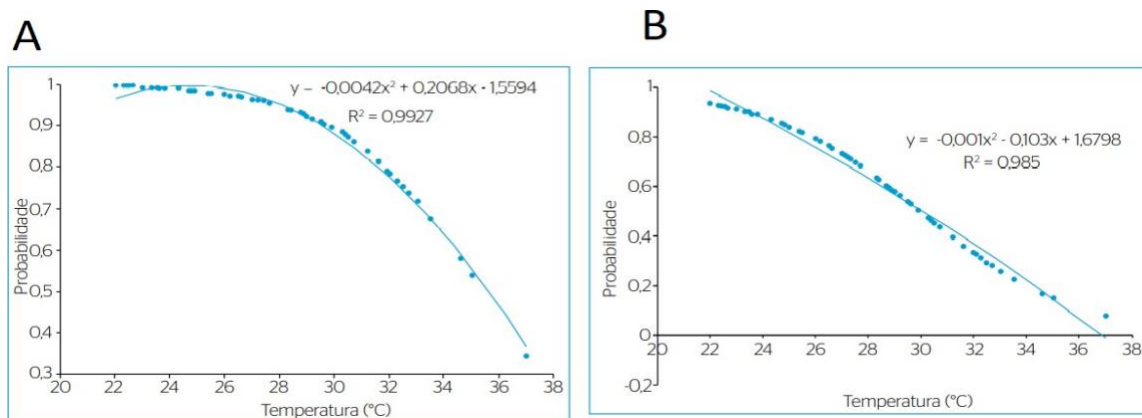 A
B
y = -0,0042x² + 0,2068x - 1,5594
R² = 0,9927
y = -0,001x² - 0,103x + 1,6798
R² = 0,985
Probabilidade
1
0,9
0,8
0,7
0,6
0,5
0,4
0,3
20 22 24 26 28 30 32 34 36 38
Temperatura (°C)
Probabilidade
1
0,8
0,6
0,4
0,2
0
-0,2
20 22 24 26 28 30 32 34 36 38
Temperatura (°C)